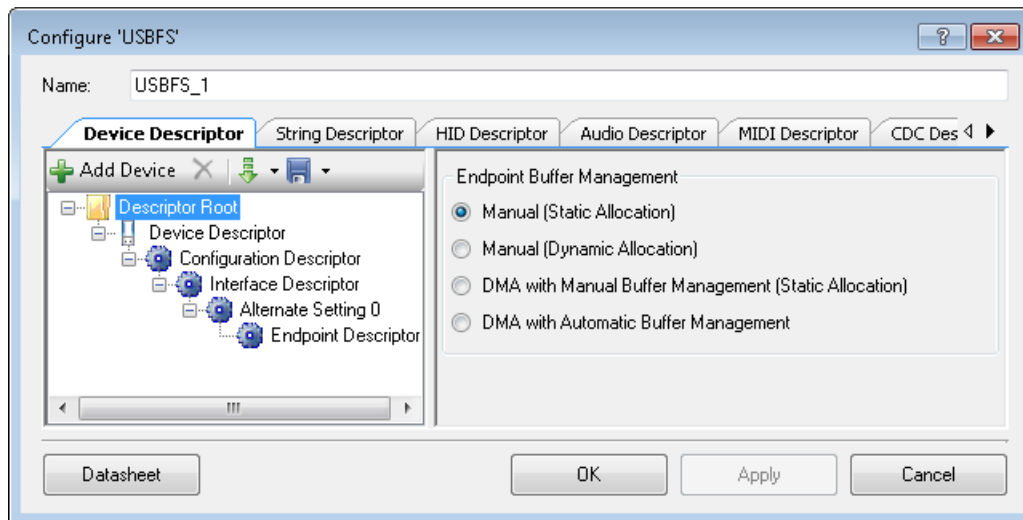 Configure 'USBFS'
Name: USBFS_1
Device Descriptor String Descriptor HID Descriptor Audio Descriptor MIDI Descriptor CDC Des
Add Device
Descriptor Root
Device Descriptor
Configuration Descriptor
Interface Descriptor
Alternate Setting 0
Endpoint Descriptor
Endpoint Buffer Management
Manual (Static Allocation)
Manual (Dynamic Allocation)
DMA with Manual Buffer Management (Static Allocation)
DMA with Automatic Buffer Management
Datasheet OK Apply Cancel